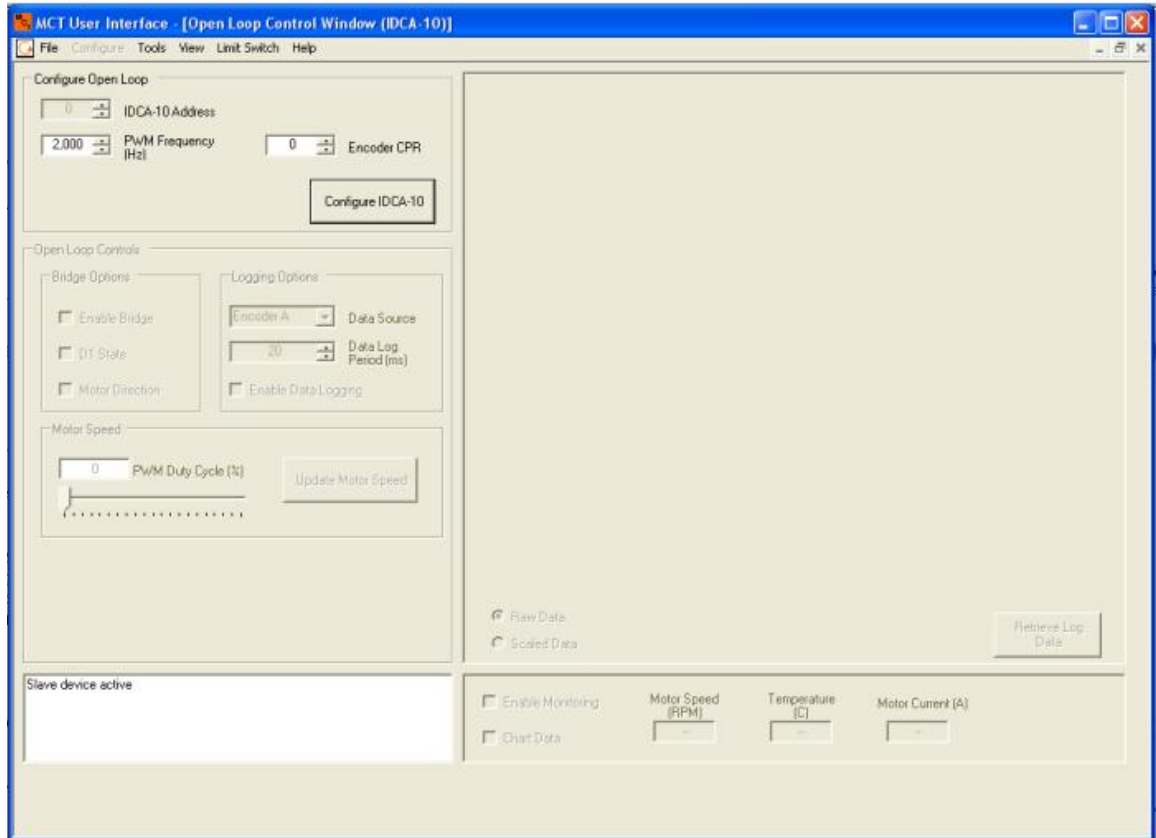 MCT User Interface - [Open Loop Control Window (IDCA-10)]
File Configure Tools View Limit Switch Help
Configure Open Loop
0 IDCA-10 Address
2,000 PWM Frequency (Hz)
0 Encoder CPR
Configure IDCA-10
Open Loop Controls
Bridge Options
Enable Bridge
D1 State
Motor Direction
Logging Options
Encoder A Data Source
20 Data Log Period (ms)
Enable Data Logging
Motor Speed
0 PWM Duty Cycle (%)
Update Motor Speed
Raw Data
Scaled Data
Retrieve Log
Data
Slave device active
Enable Monitoring
Chart Data
Motor Speed
(RPM)
--
Temperature
(C)
--
Motor Current (A)
--